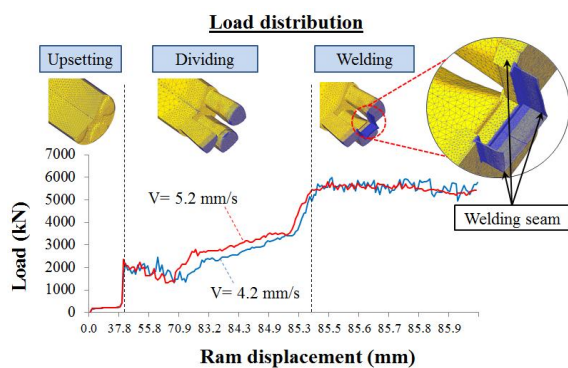 Load distribution
Upsetting
Dividing
Welding
Welding seam
7000
6000
5000
4000
3000
2000
1000
0
Load (kN)
V= 5.2 mm/s
V= 4.2 mm/s
0.0 37.8 55.8 70.9 83.2 84.3 84.9 85.3 85.5 85.6 85.7 85.8 85.9
Ram displacement (mm)